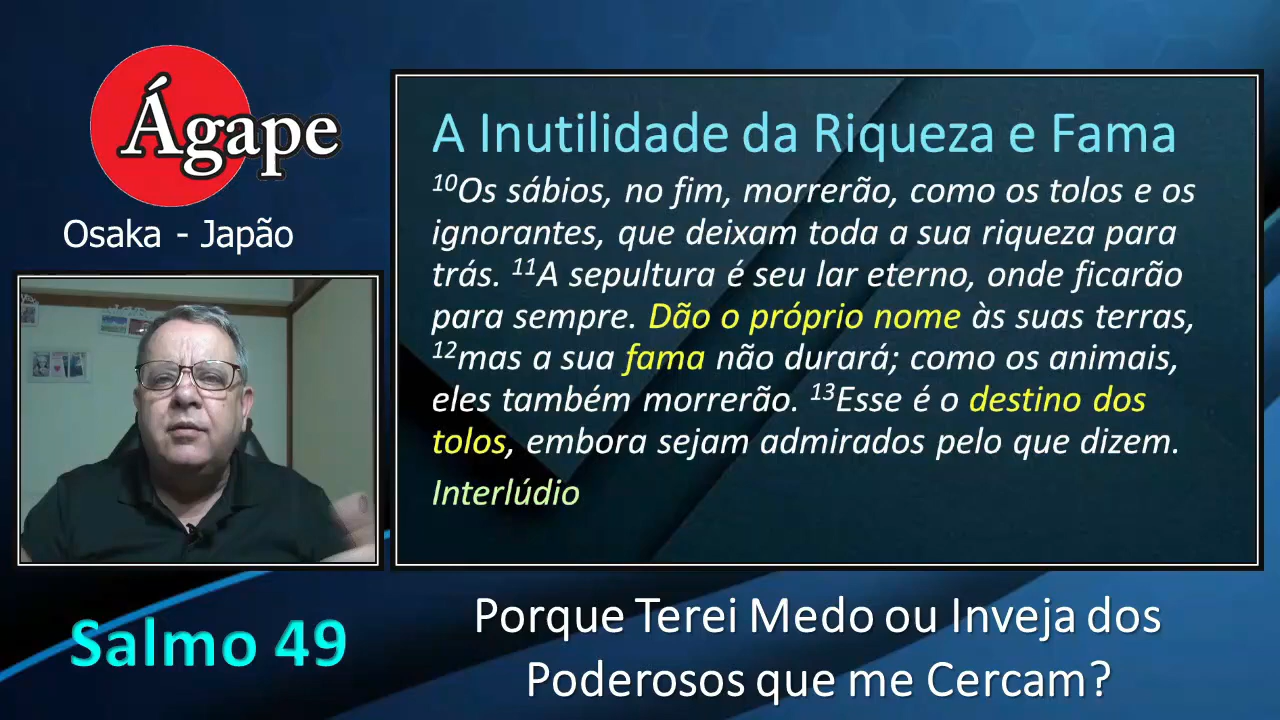 Ágape
Osaka - Japão
A Inutilidade da Riqueza e Fama
10Os sábios, no fim, morrerão, como os tolos e os
ignorantes, que deixam toda a sua riqueza para
trás. 11A sepultura é seu lar eterno, onde ficarão
para sempre. Dão o próprio nome às suas terras,
12mas a sua fama não durará; como os animais,
eles também morrerão. 13Esse é o destino dos
tolos, embora sejam admirados pelo que dizem.
Interlúdio
Salmo 49
Porque Terei Medo ou Inveja dos
Poderosos que me Cercam?